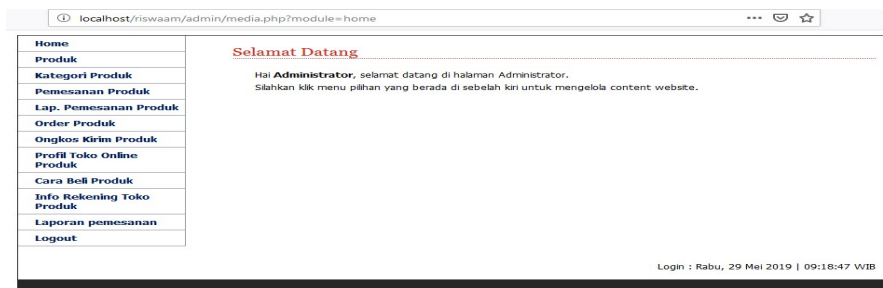 localhost/riswaam/admin/media.php?module=home
Home
Produk
Kategori Produk
Pemesanan Produk
Lap. Pemesanan Produk
Order Produk
Ongkos Kirim Produk
Profil Toko Online
Produk
Cara Beli Produk
Info Rekening Toko
Produk
Laporan pemesanan
Logout
Selamat Datang
Hai Administrator, selamat datang di halaman Administrator.
Silahkan klik menu pilihan yang berada di sebelah kiri untuk mengelola content website.
Login : Rabu, 29 Mei 2019 | 09:18:47 WIB